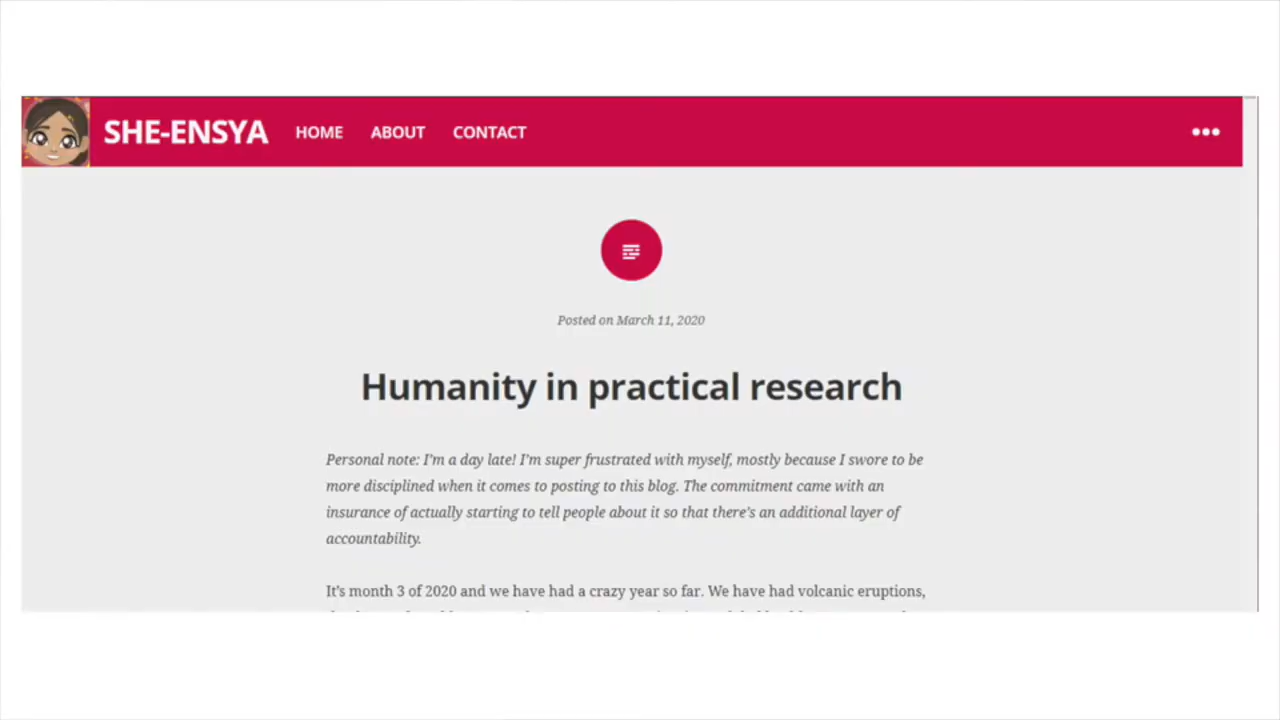 SHE-ENSYA HOME ABOUT CONTACT
Posted on March 11, 2020
Humanity in practical research
Personal note: I'm a day late! I'm super frustrated with myself, mostly because I swore to be
more disciplined when it comes to posting to this blog. The commitment came with an
insurance of actually starting to tell people about it so that there's an additional layer of
accountability.
It's month 3 of 2020 and we have had a crazy year so far. We have had volcanic eruptions,